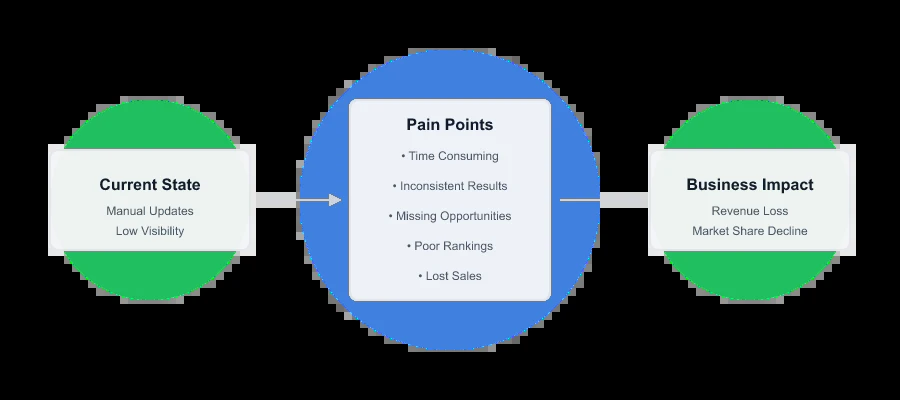 Current State
Manual Updates
Low Visibility
Pain Points
• Time Consuming
• Inconsistent Results
• Missing Opportunities
• Poor Rankings
• Lost Sales
Business Impact
Revenue Loss
Market Share Decline